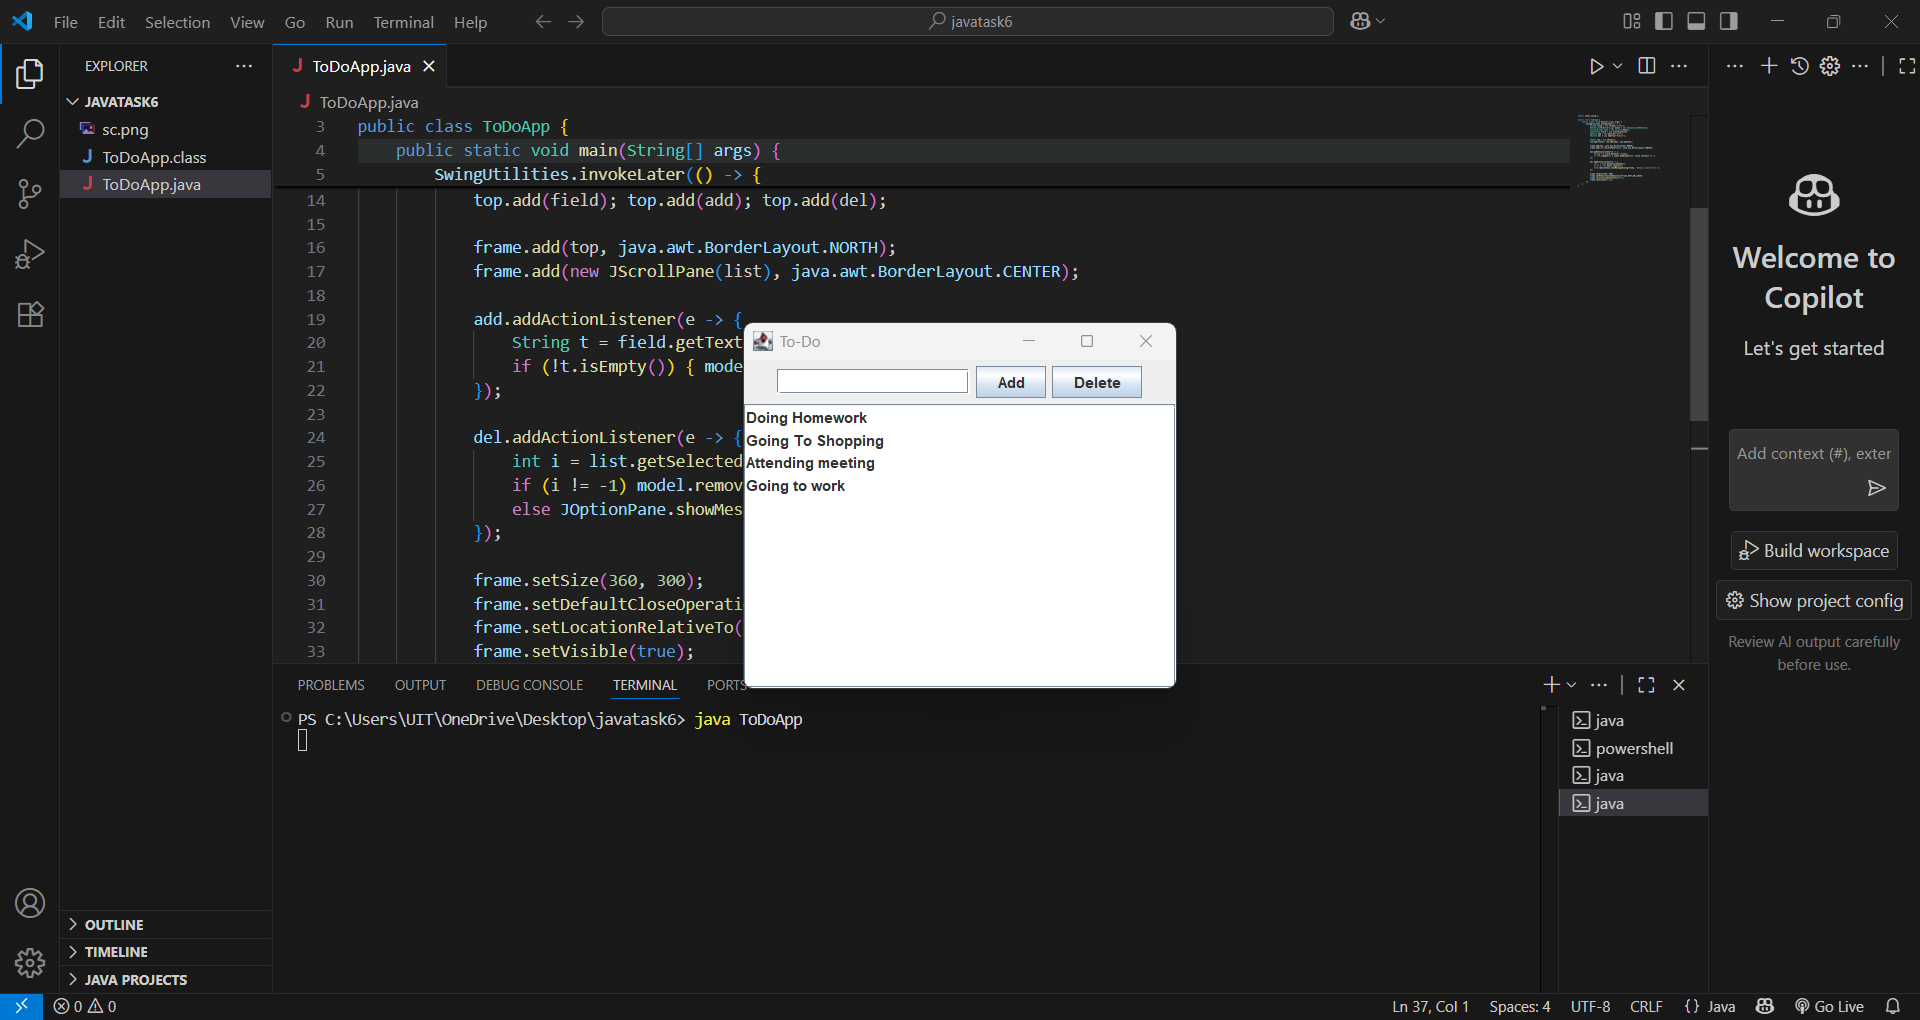 File Edit Selection View Go Run Terminal Help
javatask6
EXPLORER
JAVATASK6
sc.png
ToDoApp.class
ToDoApp.java
OUTLINE
TIMELINE
JAVA PROJECTS
ToDoApp.java
ToDoApp.java
3 public class ToDoApp {
4 public static void main(String[] args) {
5 SwingUtilities.invokeLater(() -> {
14 top.add(field); top.add(add); top.add(del);
15
16 frame.add(top, java.awt.BorderLayout.NORTH);
17 frame.add(new JScrollPane(list), java.awt.BorderLayout.CENTER);
18
19 add.addActionListener(e -> {
20 String t = field.getText
21 if (!t.isEmpty()) { mode
22 });
23
24 del.addActionListener(e -> {
25 int i = list.getSelected
26 if (i != -1) model.remov
27 else JOptionPane.showMes
28 });
29
30 frame.setSize(360, 300);
31 frame.setDefaultCloseOperati
32 frame.setLocationRelativeTo(
33 frame.setVisible(true);
To-Do
Add Delete
Doing Homework
Going To Shopping
Attending meeting
Going to work
PROBLEMS OUTPUT DEBUG CONSOLE TERMINAL PORTS
PS C:\Users\UIT\OneDrive\Desktop\javatask6> java ToDoApp
java
powershell
java
java
Welcome to
Copilot
Let's get started
Add context (#), exter
Build workspace
Show project config
Review AI output carefully
before use.
0 0
Ln 37, Col 1 Spaces: 4 UTF-8 CRLF {} Java Go Live